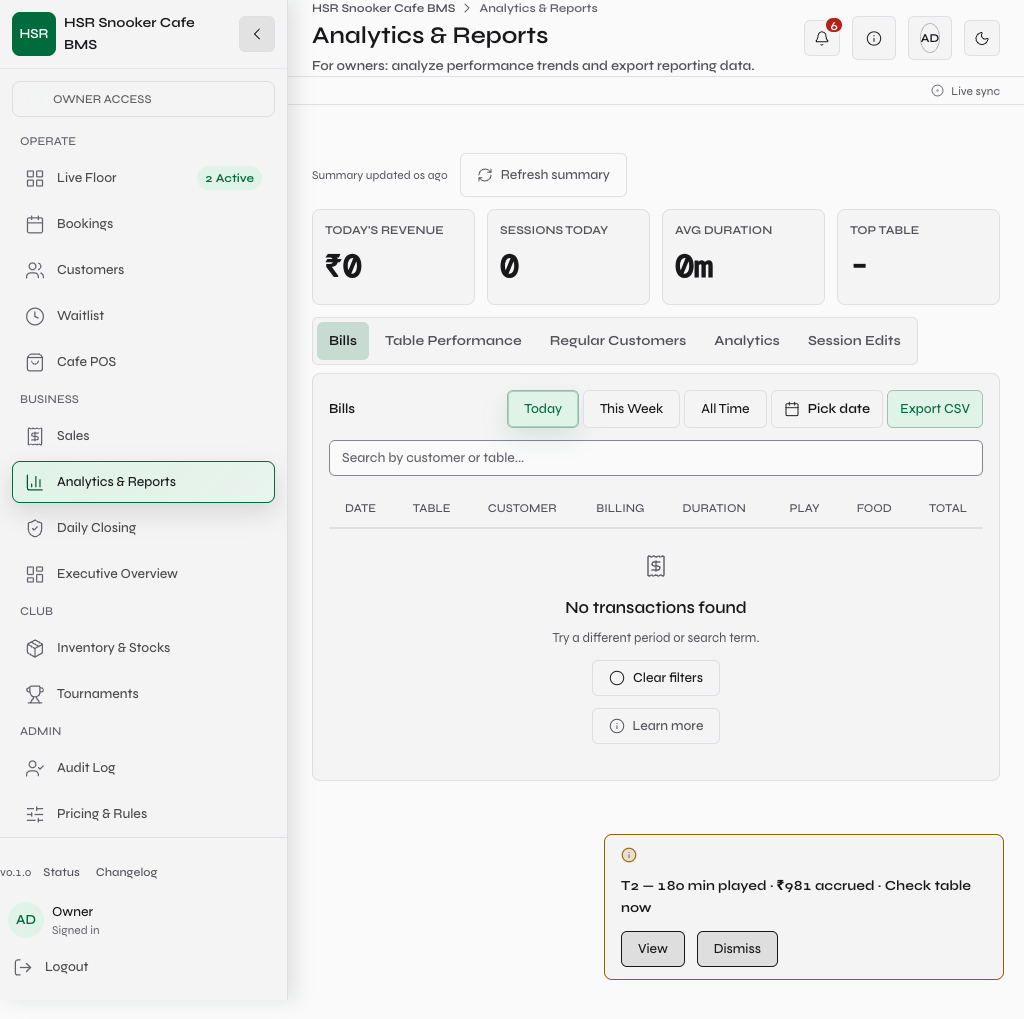 HSR
HSR Snooker Cafe
BMS
OWNER ACCESS
OPERATE
Live Floor
2 Active
Bookings
Customers
Waitlist
Cafe POS
BUSINESS
Sales
Analytics & Reports
Daily Closing
Executive Overview
CLUB
Inventory & Stocks
Tournaments
ADMIN
Audit Log
Pricing & Rules
v0.1.0
Status
Changelog
AD
Owner
Signed in
Logout
HSR Snooker Cafe BMS > Analytics & Reports
Analytics & Reports
For owners: analyze performance trends and export reporting data.
6
AD
Live sync
Summary updated 0s ago
Refresh summary
TODAY'S REVENUE
₹0
SESSIONS TODAY
0
AVG DURATION
0m
TOP TABLE
–
Bills
Table Performance
Regular Customers
Analytics
Session Edits
Bills
Today
This Week
All Time
Pick date
Export CSV
Search by customer or table...
DATE TABLE CUSTOMER BILLING DURATION PLAY FOOD TOTAL
No transactions found
Try a different period or search term.
Clear filters
Learn more
T2 — 180 min played · ₹981 accrued · Check table
now
View
Dismiss